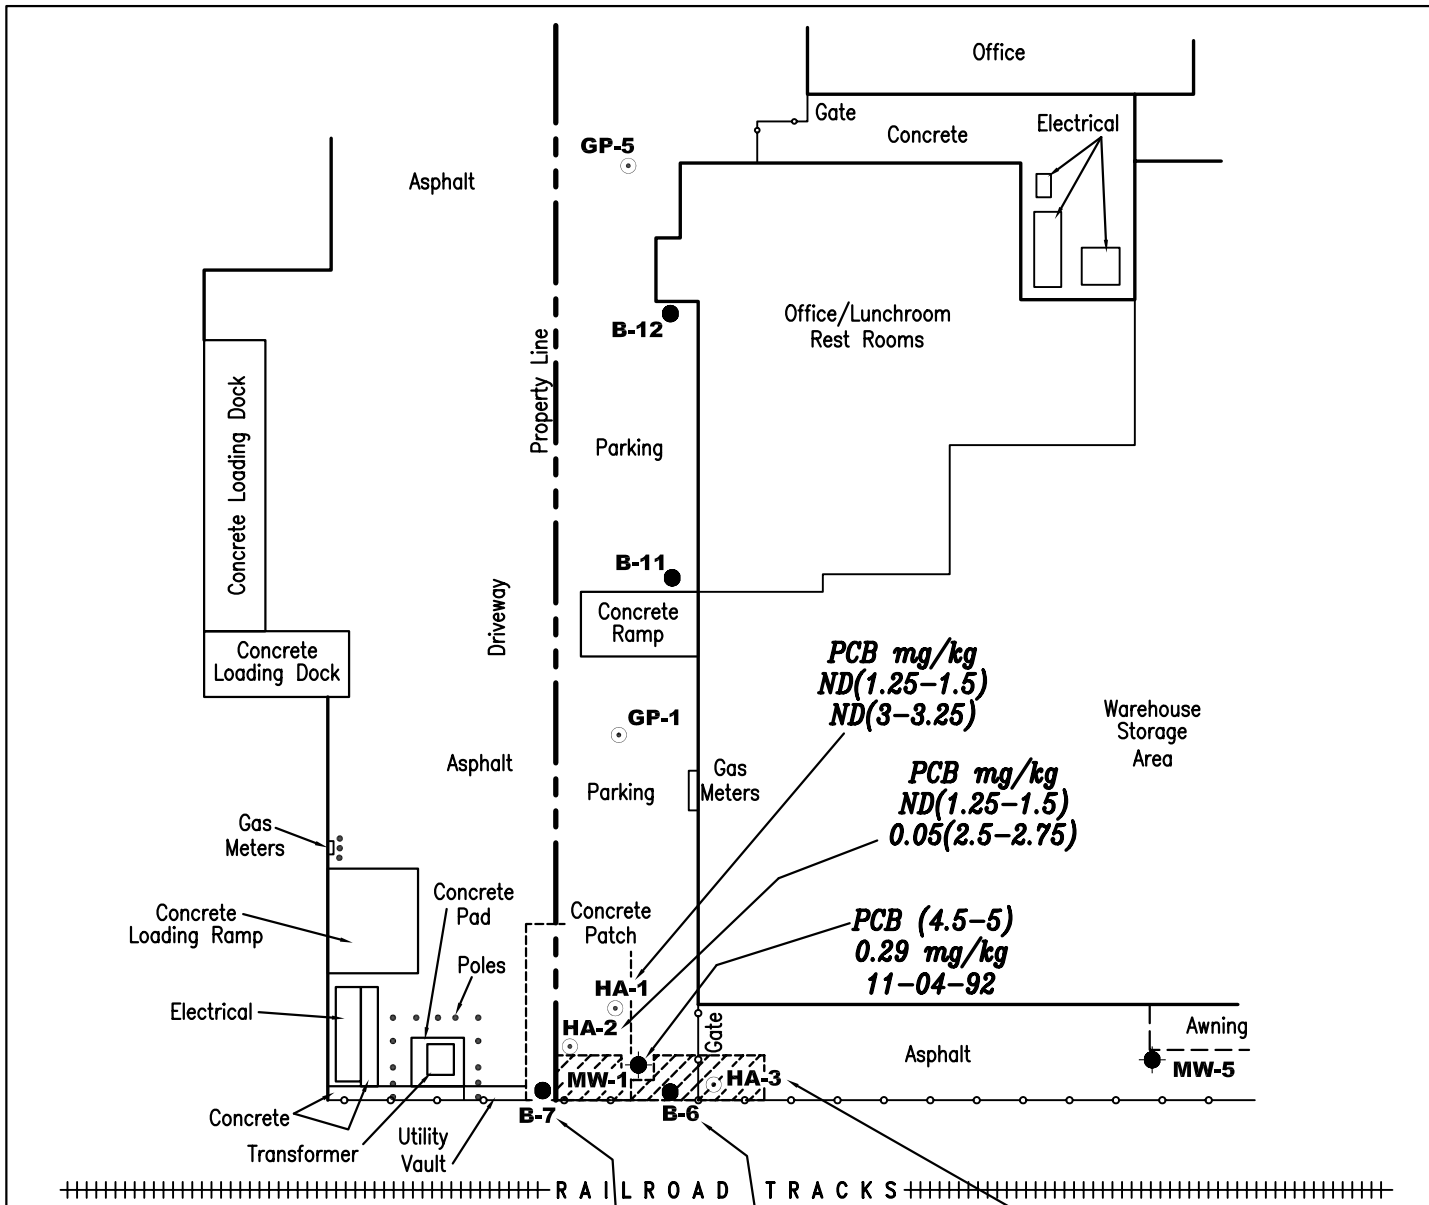 Office
Gate
Concrete
Electrical
GP-5
Asphalt
B-12
Office/Lunchroom
Rest Rooms
Property Line
Concrete Loading Dock
Parking
B-11
Driveway
Concrete
Ramp
Concrete
Loading Dock
PCB mg/kg
ND(1.25-1.5)
ND(3-3.25)
GP-1
Warehouse
Storage
Area
Asphalt
Gas
Meters
Parking
PCB mg/kg
ND(1.25-1.5)
0.05(2.5-2.75)
Gas
Meters
Concrete
Pad
Concrete
Patch
Concrete
Loading Ramp
PCB (4.5-5)
0.29 mg/kg
11-04-92
Poles
HA-1
Electrical
HA-2
Gate
Asphalt
Awning
MW-5
MW-1
HA-3
B-7
B-6
Concrete
Transformer
Utility
Vault
RAILROAD TRACKS